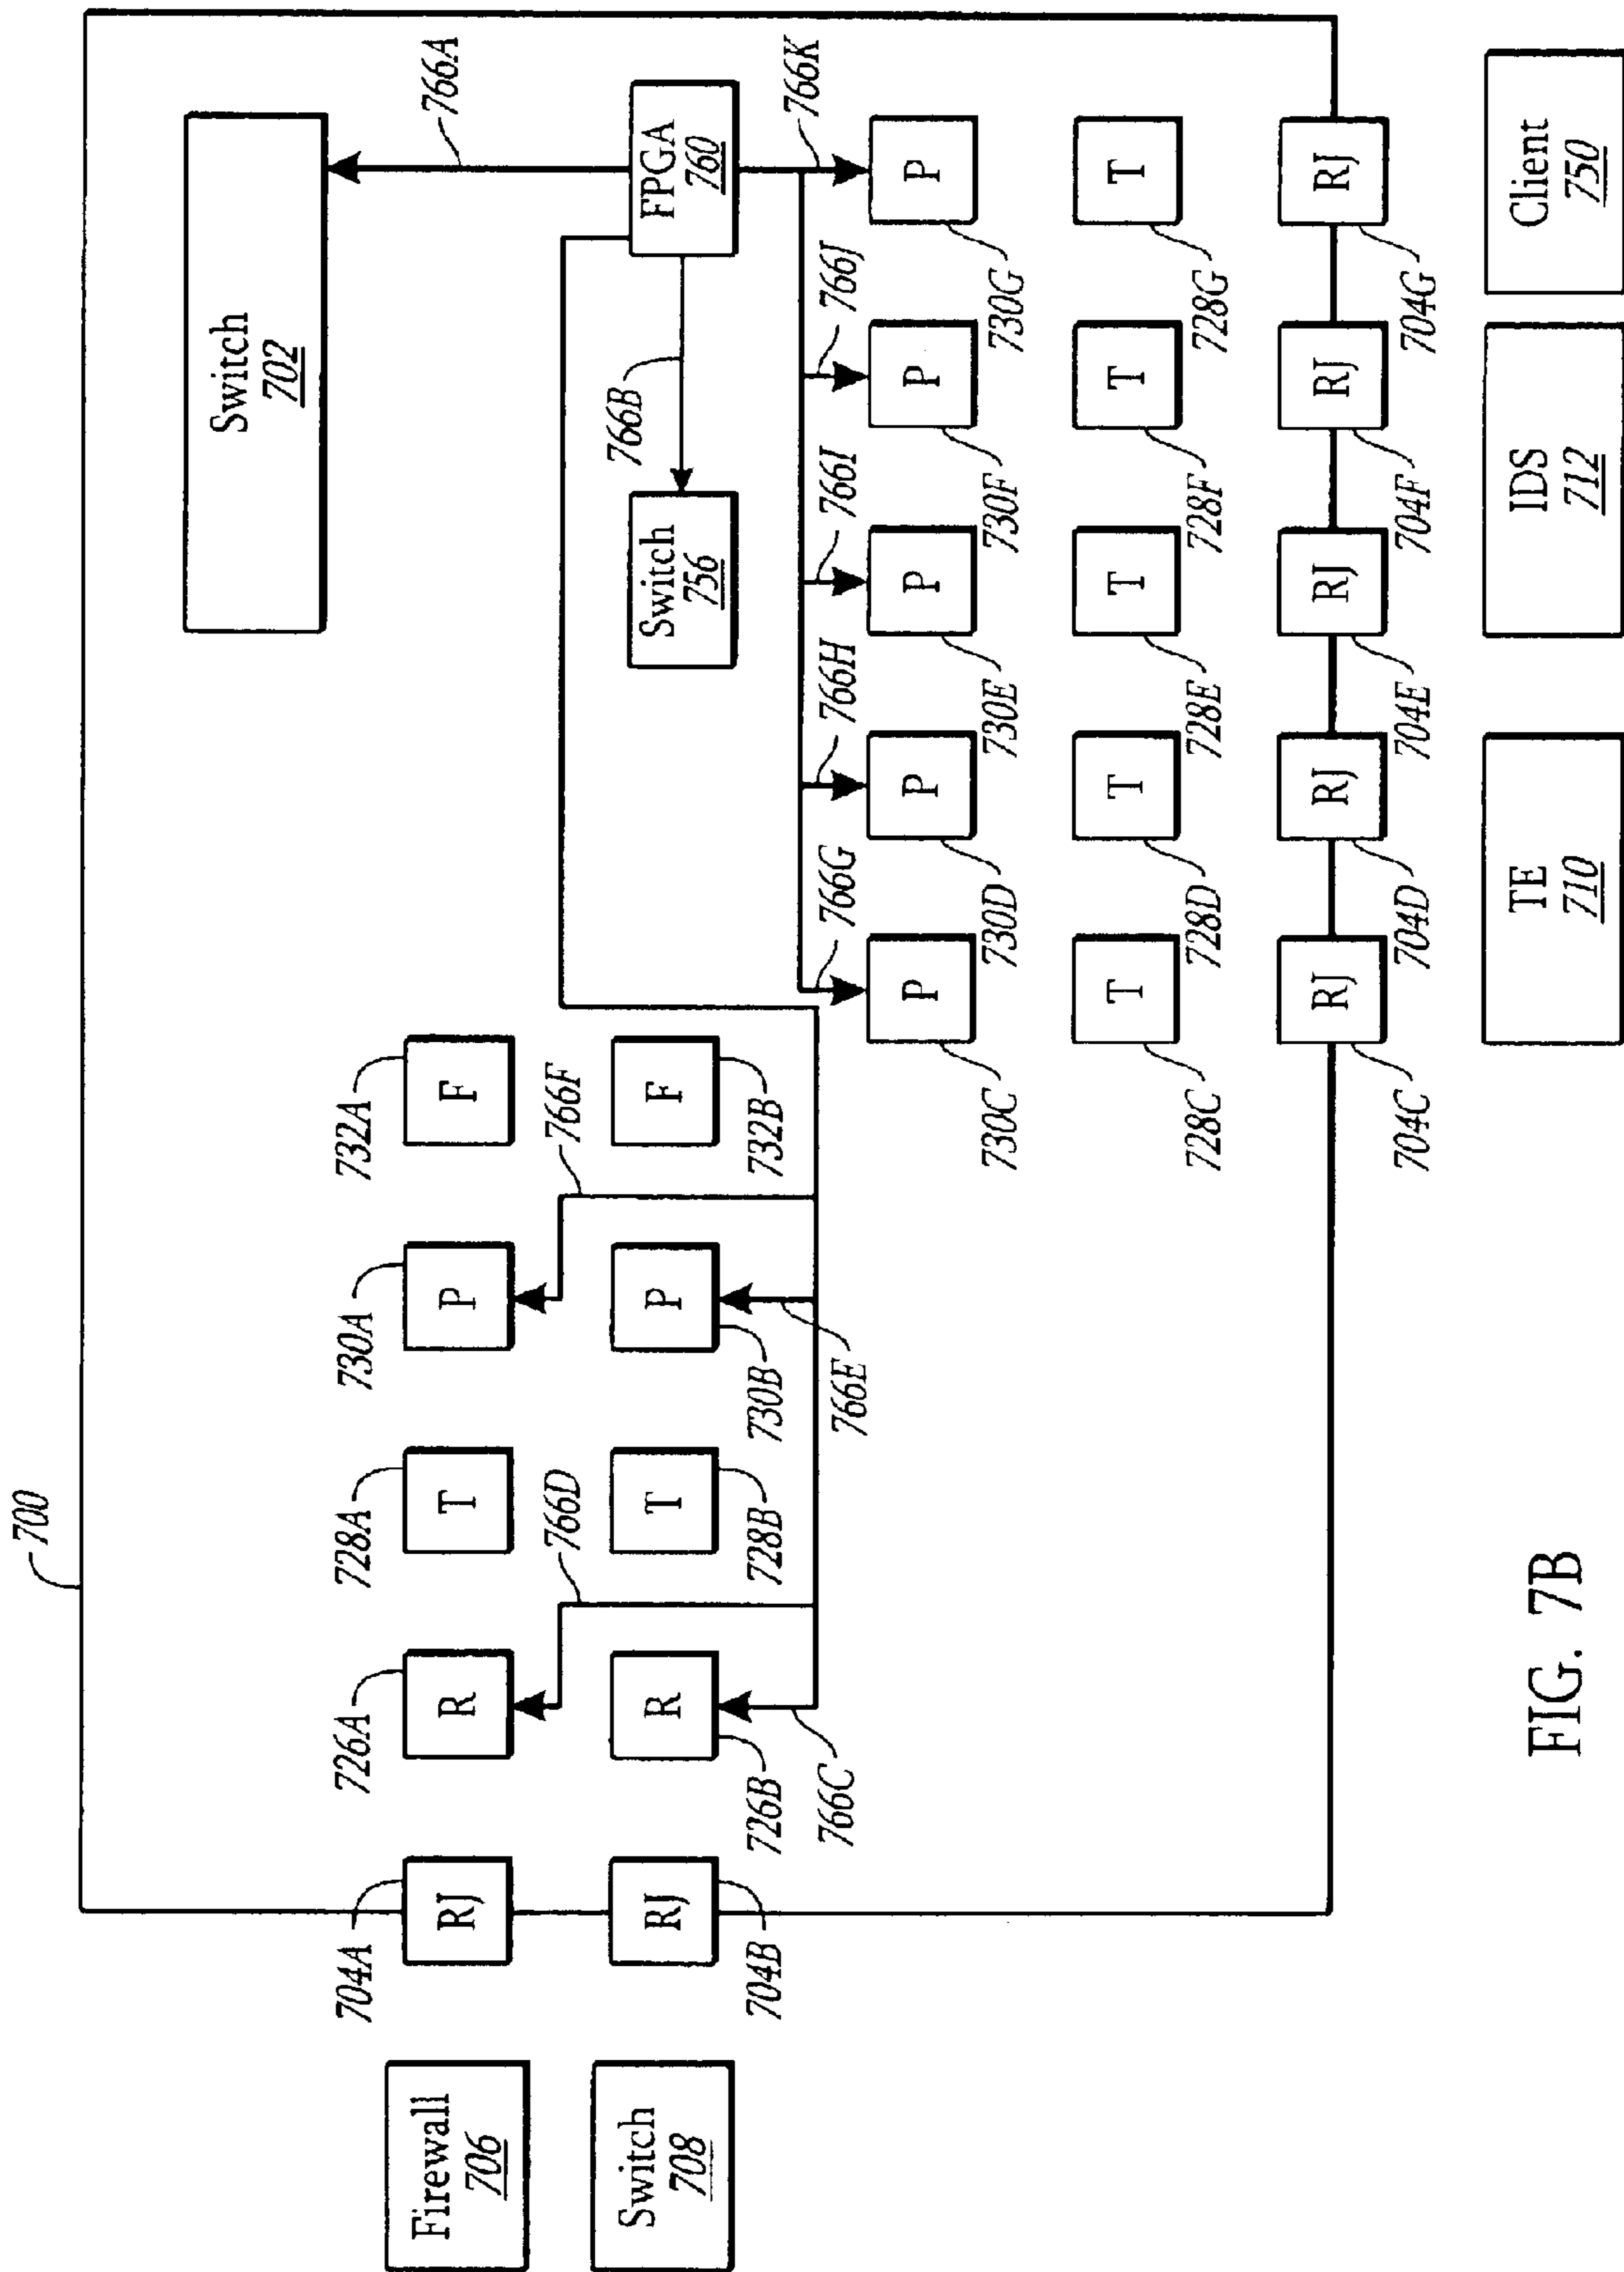 700
Switch
702
766A
732A
F
730A
P
728A
T
726A
R
704A
RJ
Firewall
706
766F
766D
FPGA
760
766B
Switch
756
F
732B
P
730B
T
728B
R
726B
RJ
704B
Switch
708
766E
766C
766K
766J
766I
766H
766G
P
730C
P
730D
P
730E
P
730F
P
730G
T
728C
T
728D
T
728E
T
728F
T
728G
RJ
704C
RJ
704D
RJ
704E
RJ
704F
RJ
704G
TE
710
IDS
712
Client
750
FIG. 7B